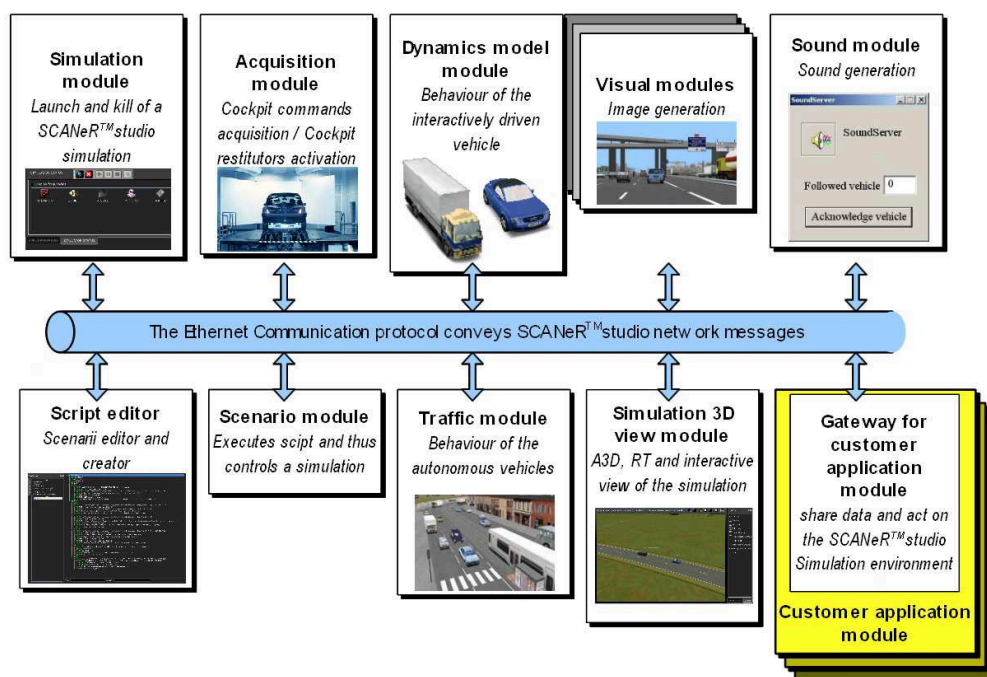 Simulation
module
Launch and kill of a
SCANeR™studio
simulation
Acquisition
module
Cockpit commands
acquisition / Cockpit
restitutors activation
Dynamics model
module
Behaviour of the
interactively driven
vehicle
Visual modules
Image generation
Sound module
Sound generation
SoundServer
SoundServer
Followed vehicle 0
Acknowledge vehicle
The Ethernet Communication protocol conveys SCANeR™studio network messages
Script editor
Scenarii editor and
creator
Scenario module
Executes scipt and thus
controls a simulation
Traffic module
Behaviour of the
autonomous vehicles
Simulation 3D
view module
A3D, RT and interactive
view of the simulation
Gateway for
customer
application
module
share data and act on
the SCANeR™studio
Simulation environment
Customer application
module